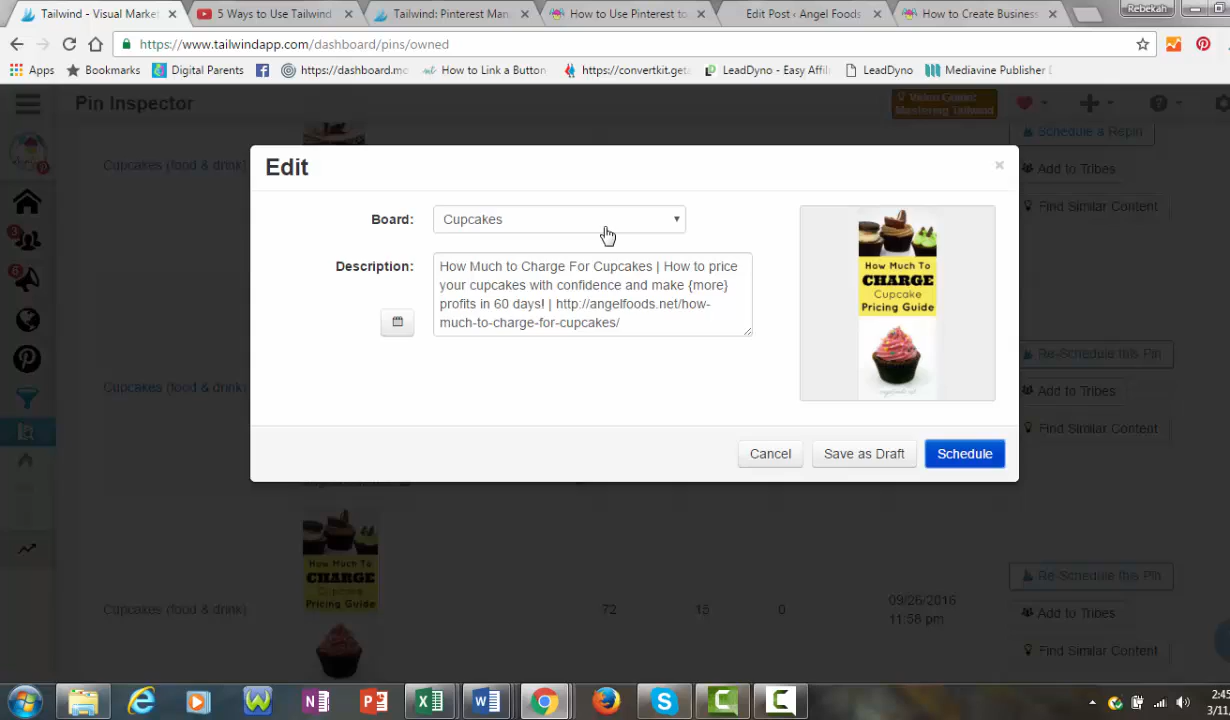 Tailwind - Visual Market
5 Ways to Use Tailwind
Tailwind: Pinterest Man
How to Use Pinterest to
Edit Post ‹ Angel Foods
How to Create Business
Rebekah
https://www.tailwindapp.com/dashboard/pins/owned
Apps
Bookmarks
Digital Parents
https://dashboard.mo
How to Link a Button
https://convertkit.geta
LeadDyno - Easy Affil
LeadDyno
Mediavine Publisher D
Pin Inspector
Video Guide:
Mastering Tailwind
Schedule a Repin
Cupcakes (food & drink)
Add to Tribes
Find Similar Content
Edit
×
Board:
Cupcakes
Description:
How Much to Charge For Cupcakes | How to price
your cupcakes with confidence and make {more}
profits in 60 days! | http://angelfoods.net/how-
much-to-charge-for-cupcakes/
How Much To
CHARGE
Cupcake
Pricing Guide
Re-Schedule this Pin
Cupcakes (food & drink)
Add to Tribes
Find Similar Content
Cancel
Save as Draft
Schedule
How Much To
CHARGE
Cupcake
Pricing Guide
Re-Schedule this Pin
Cupcakes (food & drink)
72
15
0
09/26/2016
11:58 pm
Add to Tribes
Find Similar Content
2:45
3/11